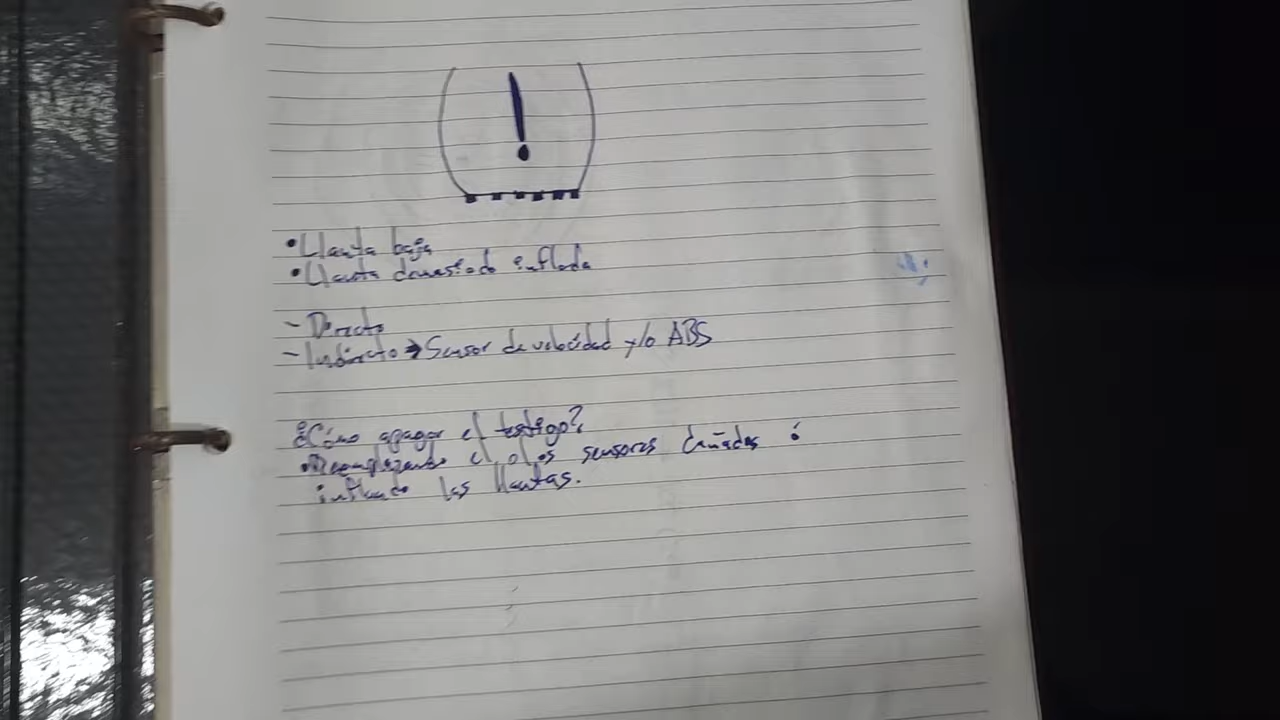 !
• Llanta baja
• Llanta demasiado inflada
- Directo
- Indirecto → Sensor de velocidad y/o ABS
¿Cómo apagar el testigo?
• Reemplazando el o los sensores dañados ó
inflando las llantas.